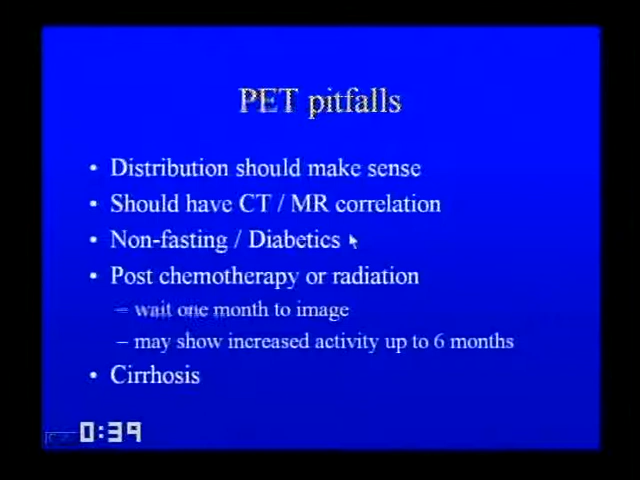 PET pitfalls
• Distribution should make sense
• Should have CT / MR correlation
• Non-fasting / Diabetics
• Post chemotherapy or radiation
– wait one month to image
– may show increased activity up to 6 months
• Cirrhosis
0:39